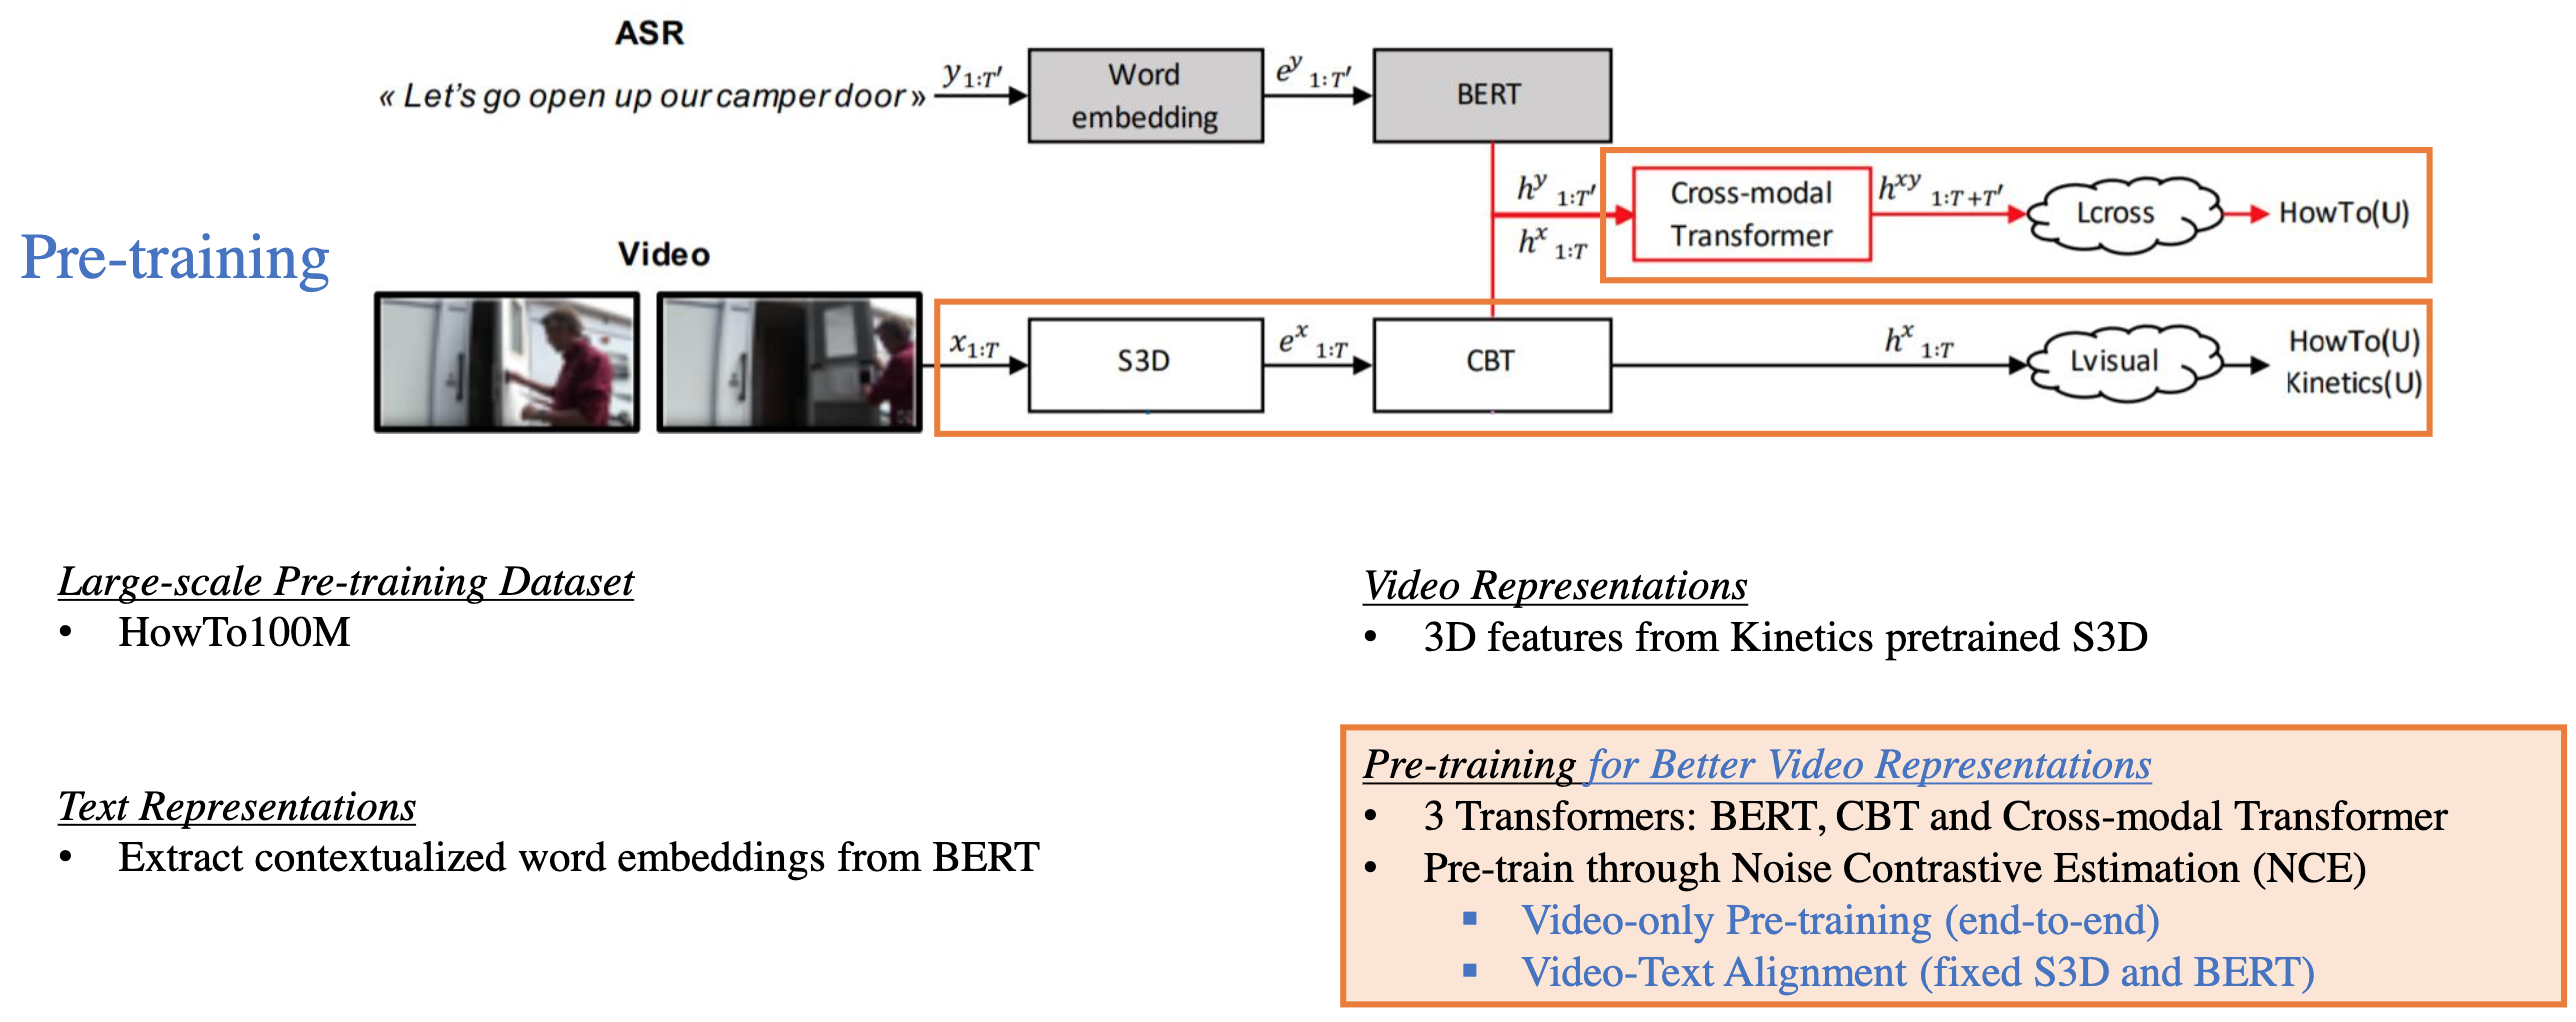 ASR
« Let's go open up our camper door »
y 1:T′
Word
embedding
e^y 1:T′
BERT
h^y 1:T′
h^x 1:T
Cross-modal
Transformer
h^xy 1:T+T′
Lcross
HowTo(U)
Pre-training
Video
x 1:T
S3D
e^x 1:T
CBT
h^x 1:T
Lvisual
HowTo(U)
Kinetics(U)
Large-scale Pre-training Dataset
• HowTo100M
Video Representations
• 3D features from Kinetics pretrained S3D
Text Representations
• Extract contextualized word embeddings from BERT
Pre-training for Better Video Representations
• 3 Transformers: BERT, CBT and Cross-modal Transformer
• Pre-train through Noise Contrastive Estimation (NCE)
▪ Video-only Pre-training (end-to-end)
▪ Video-Text Alignment (fixed S3D and BERT)